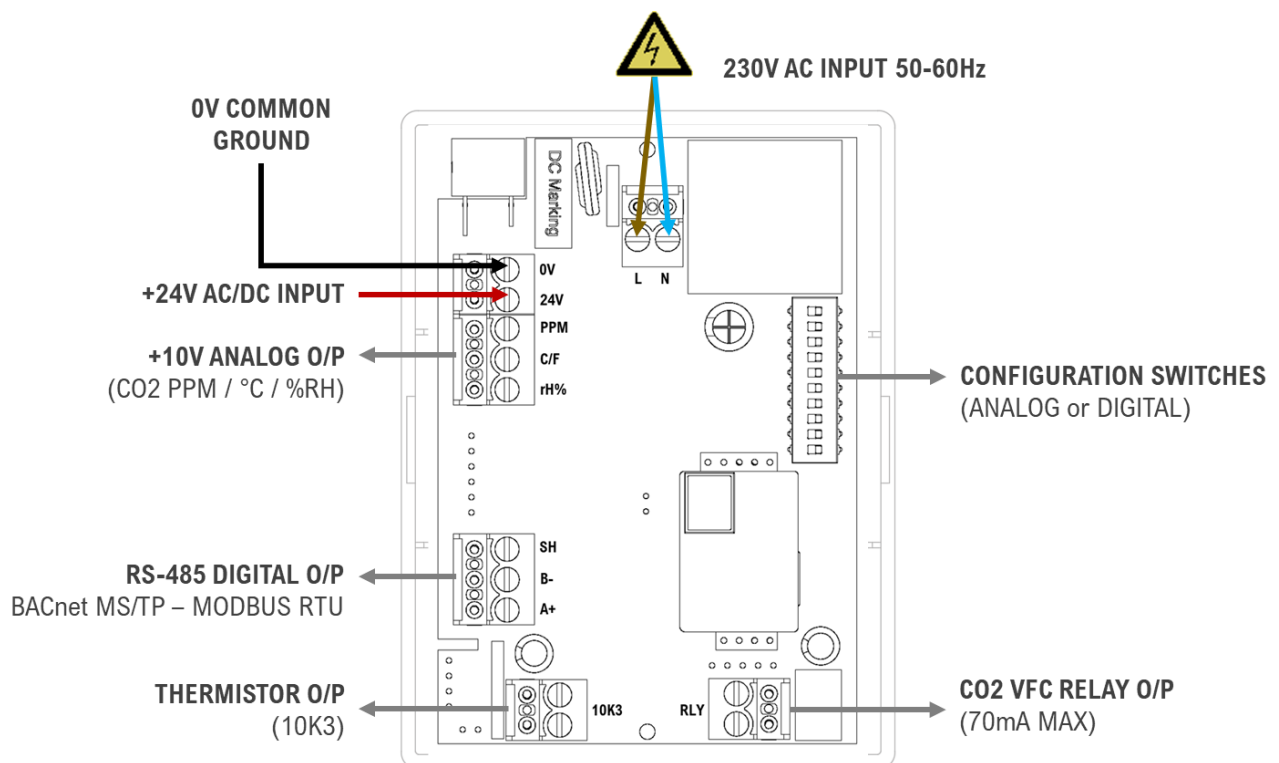 230V AC INPUT 50-60Hz
0V COMMON
GROUND
DC Marking
L N
0V
+24V AC/DC INPUT
24V
+10V ANALOG O/P
(CO2 PPM / °C / %RH)
PPM
C/F
rH%
CONFIGURATION SWITCHES
(ANALOG or DIGITAL)
RS-485 DIGITAL O/P
BACnet MS/TP – MODBUS RTU
SH
B-
A+
THERMISTOR O/P
(10K3)
10K3
RLY
CO2 VFC RELAY O/P
(70mA MAX)